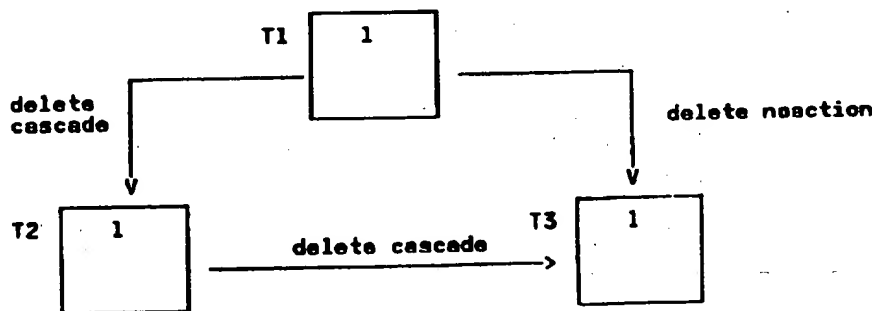 T1 1
delete
cascade
delete noaction
T2 1
T3 1
delete cascade